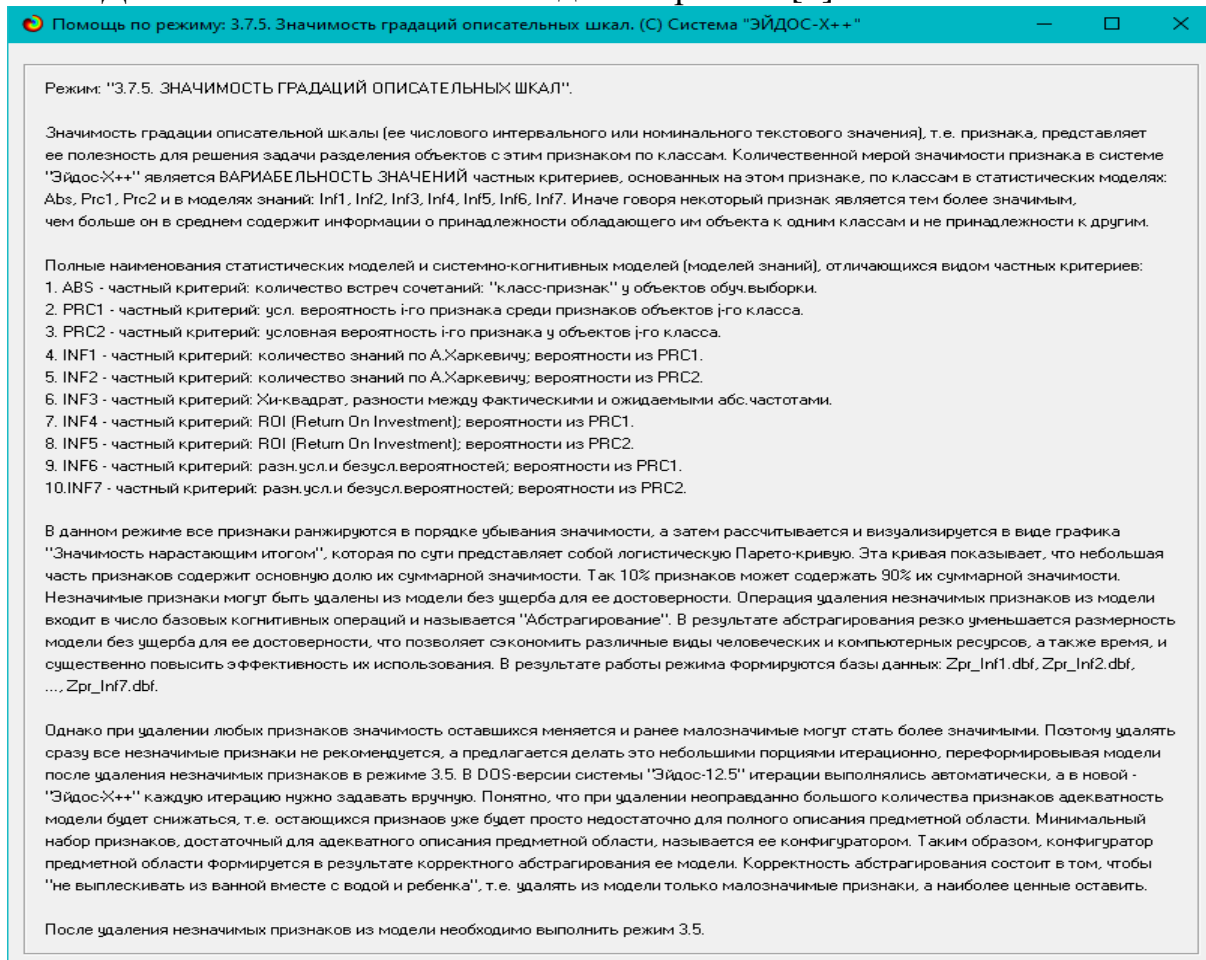 Помощь по режиму: 3.7.5. Значимость градаций описательных шкал. (С) Система "ЭЙДОС-X++"
Режим: "3.7.5. ЗНАЧИМОСТЬ ГРАДАЦИЙ ОПИСАТЕЛЬНЫХ ШКАЛ".
Значимость градации описательной шкалы (ее числового интервального или номинального текстового значения), т.е. признака, представляет
ее полезность для решения задачи разделения объектов с этим признаком по классам. Количественной мерой значимости признака в системе
"Эйдос-X++" является ВАРИАБЕЛЬНОСТЬ ЗНАЧЕНИЙ частных критериев, основанных на этом признаке, по классам в статистических моделях:
Abs, Prc1, Prc2 и в моделях знаний: Inf1, Inf2, Inf3, Inf4, Inf5, Inf6, Inf7. Иначе говоря некоторый признак является тем более значимым,
чем больше он в среднем содержит информации о принадлежности обладающего им объекта к одним классам и не принадлежности к другим.
Полные наименования статистических моделей и системно-когнитивных моделей (моделей знаний), отличающихся видом частных критериев:
1. ABS - частный критерий: количество встреч сочетаний: "класс-признак" у объектов обуч.выборки.
2. PRC1 - частный критерий: усл. вероятность i-го признака среди признаков объектов j-го класса.
3. PRC2 - частный критерий: условная вероятность i-го признака у объектов j-го класса.
4. INF1 - частный критерий: количество знаний по А.Харкевичу; вероятности из PRC1.
5. INF2 - частный критерий: количество знаний по А.Харкевичу; вероятности из PRC2.
6. INF3 - частный критерий: Хи-квадрат, разности между фактическими и ожидаемыми абс.частотами.
7. INF4 - частный критерий: ROI (Return On Investment); вероятности из PRC1.
8. INF5 - частный критерий: ROI (Return On Investment); вероятности из PRC2.
9. INF6 - частный критерий: разн.усл.и безусл.вероятностей; вероятности из PRC1.
10.INF7 - частный критерий: разн.усл.и безусл.вероятностей; вероятности из PRC2.
В данном режиме все признаки ранжируются в порядке убывания значимости, а затем рассчитывается и визуализируется в виде графика
"Значимость нарастающим итогом", которая по сути представляет собой логистическую Парето-кривую. Эта кривая показывает, что небольшая
часть признаков содержит основную долю их суммарной значимости. Так 10% признаков может содержать 90% их суммарной значимости.
Незначимые признаки могут быть удалены из модели без ущерба для ее достоверности. Операция удаления незначимых признаков из модели
входит в число базовых когнитивных операций и называется "Абстрагирование". В результате абстрагирования резко уменьшается размерность
модели без ущерба для ее достоверности, что позволяет сэкономить различные виды человеческих и компьютерных ресурсов, а также время, и
существенно повысить эффективность их использования. В результате работы режима формируются базы данных: Zpr_Inf1.dbf, Zpr_Inf2.dbf,
..., Zpr_Inf7.dbf.
Однако при удалении любых признаков значимость оставшихся меняется и ранее малозначимые могут стать более значимыми. Поэтому удалять
сразу все незначимые признаки не рекомендуется, а предлагается делать это небольшими порциями итерационно, переформировывая модели
после удаления незначимых признаков в режиме 3.5. В DOS-версии системы "Эйдос-12.5" итерации выполнялись автоматически, а в новой -
"Эйдос-X++" каждую итерацию нужно задавать вручную. Понятно, что при удалении неоправданно большого количества признаков адекватность
модели будет снижаться, т.е. остающихся признаов уже будет просто недостаточно для полного описания предметной области. Минимальный
набор признаков, достаточный для адекватного описания предметной области, называется ее конфигуратором. Таким образом, конфигуратор
предметной области формируется в результате корректного абстрагирования ее модели. Корректность абстрагирования состоит в том, чтобы
"не выплескивать из ванной вместе с водой и ребенка", т.е. удалять из модели только малозначимые признаки, а наиболее ценные оставить.
После удаления незначимых признаков из модели необходимо выполнить режим 3.5.